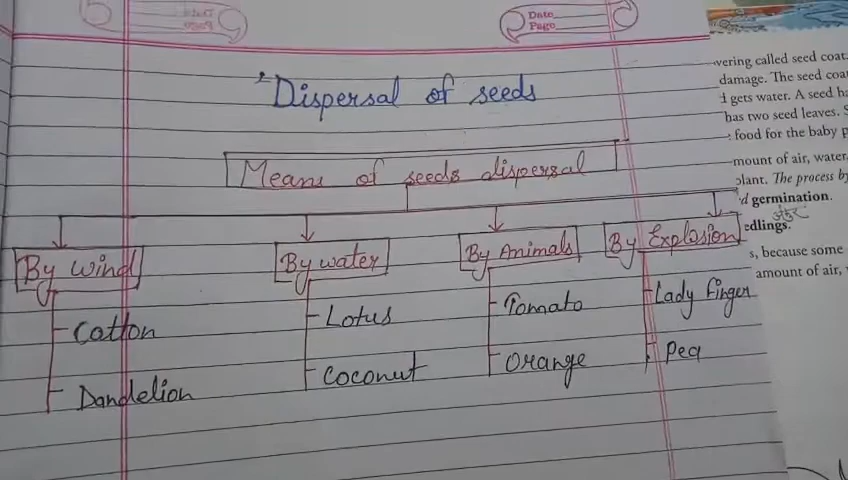 Date
Page
Dispersal of seeds
Means of seeds dispersal
By wind
Cotton
Dandelion
By water
Lotus
Coconut
By Animals
Tomato
Orange
By Explosion
Lady finger
Pea
vering called seed coat.
damage. The seed coa
d gets water. A seed ha
has two seed leaves. S
food for the baby p
mount of air, water,
plant. The process by
d germination.
अंकुर
edlings.
s, because some
amount of air,